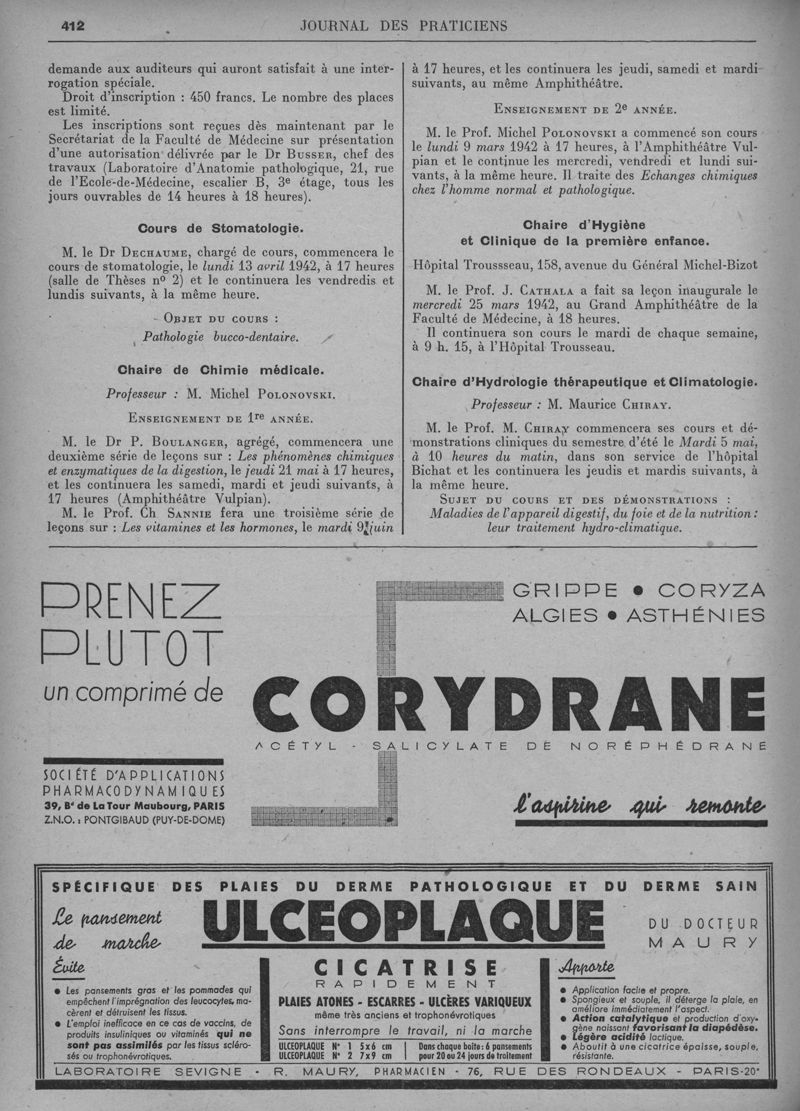 412
JOURNAL DES PRATICIENS
demande aux auditeurs qui auront satisfait à une inter-
rogation spéciale.
Droit d'inscription : 450 francs. Le nombre des places
est limité.
Les inscriptions sont reçues dès maintenant par le
Secrétariat de la Faculté de Médecine sur présentation
d'une autorisation délivrée par le Dr BUSSER, chef des
travaux (Laboratoire d'Anatomie pathologique, 21, rue
de l'Ecole-de-Médecine, escalier B, 3e étage, tous les
jours ouvrables de 14 heures à 18 heures).
Cours de Stomatologie.
M. le Dr DECHAUME, chargé de cours, commencera le
cours de stomatologie, le lundi 13 avril 1942, à 17 heures
(salle de Thèses no 2) et le continuera les vendredis et
lundis suivants, à la même heure.
- OBJET DU COURS :
Pathologie bucco-dentaire.
Chaire de Chimie médicale.
Professeur : M. Michel POLONOVSKI.
ENSEIGNEMENT DE 1re ANNÉE.
M. le Dr P. BOULANGER, agrégé, commencera une
deuxième série de leçons sur : Les phénomènes chimiques
et enzymatiques de la digestion, le jeudi 21 mai à 17 heures,
et les continuera les samedi, mardi et jeudi suivants, à
17 heures (Amphithéâtre Vulpian).
M. le Prof. Ch SANNIE fera une troisième série de
leçons sur : Les vitamines et les hormones, le mardi 9 juin
à 17 heures, et les continuera les jeudi, samedi et mardi
suivants, au même Amphithéâtre.
ENSEIGNEMENT DE 2e ANNÉE.
M. le Prof. Michel POLONOVSKI a commencé son cours
le lundi 9 mars 1942 à 17 heures, à l'Amphithéâtre Vul-
pian et le continue les mercredi, vendredi et lundi sui-
vants, à la même heure. Il traite des Echanges chimiques
chez l'homme normal et pathologique.
Chaire d'Hygiène
et Clinique de la première enfance.
Hôpital Troussseau, 158, avenue du Général Michel-Bizot
M. le Prof. J. CATHALA a fait sa leçon inaugurale le
mercredi 25 mars 1942, au Grand Amphithéâtre de la
Faculté de Médecine, à 18 heures.
Il continuera son cours le mardi de chaque semaine,
à 9 h. 15, à l'Hôpital Trousseau.
Chaire d'Hydrologie thérapeutique et Climatologie.
Professeur : M. Maurice CHIRAY.
M. le Prof. M. CHIRAY commencera ses cours et dé-
monstrations cliniques du semestre d'été le Mardi 5 mai,
à 10 heures du matin, dans son service de l'hôpital
Bichat et les continuera les jeudis et mardis suivants, à
la même heure.
SUJET DU COURS ET DES DÉMONSTRATIONS :
Maladies de l'appareil digestif, du foie et de la nutrition :
leur traitement hydro-climatique.
PRENEZ
PLUTOT
un comprimé de
GRIPPE • CORYZA
ALGIES • ASTHÉNIES
CORYDRANE
ACÉTYL - SALICYLATE DE NORÉPHÉDRANE
SOCIÉTÉ D'APPLICATIONS
PHARMACODYNAMIQUES
39, Bd de La Tour Maubourg, PARIS
Z.N.O. : PONTGIBAUD (PUY-DE-DOME)
l'aspirine qui remonte
SPÉCIFIQUE DES PLAIES DU DERME PATHOLOGIQUE ET DU DERME SAIN
Le pansement
de marche
ULCEOPLAQUE
DU DOCTEUR
MAURY
Évite
• Les pansements gras et les pommades qui
empêchent l'imprégnation des leucocytes, ma-
cèrent et détruisent les tissus.
• L'emploi inefficace en ce cas de vaccins, de
produits insuliniques ou vitaminés qui ne
sont pas assimilés par les tissus scléro-
sés ou trophonévrotiques.
CICATRISE
RAPIDEMENT
PLAIES ATONES - ESCARRES - ULCÈRES VARIQUEUX
même très anciens et trophonévrotiques
Sans interrompre le travail, ni la marche
ULCEOPLAQUE N° 1 5x6 cm
ULCEOPLAQUE N° 2 7x9 cm
Dans chaque boîte : 6 pansements
pour 20 ou 24 jours de traitement
Apporte
• Application facile et propre.
• Spongieux et souple, il déterge la plaie, en
améliore immédiatement l'aspect.
• Action catalytique et production d'oxy-
gène naissant favorisant la diapédèse.
• Légère acidité lactique.
• Aboutit à une cicatrice épaisse, souple,
résistante.
LABORATOIRE SEVIGNE - R. MAURY, PHARMACIEN - 76, RUE DES RONDEAUX - PARIS-20e